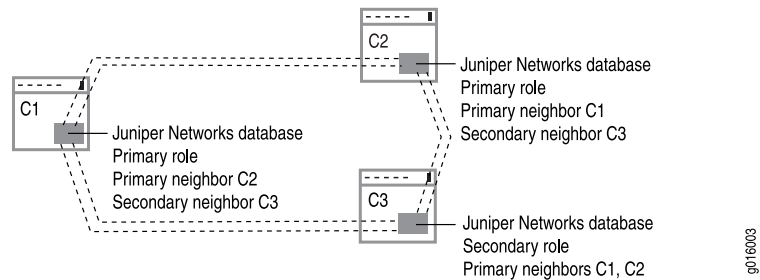 C2
Juniper Networks database
Primary role
Primary neighbor C1
Secondary neighbor C3
C1
Juniper Networks database
Primary role
Primary neighbor C2
Secondary neighbor C3
C3
Juniper Networks database
Secondary role
Primary neighbors C1, C2
g016003